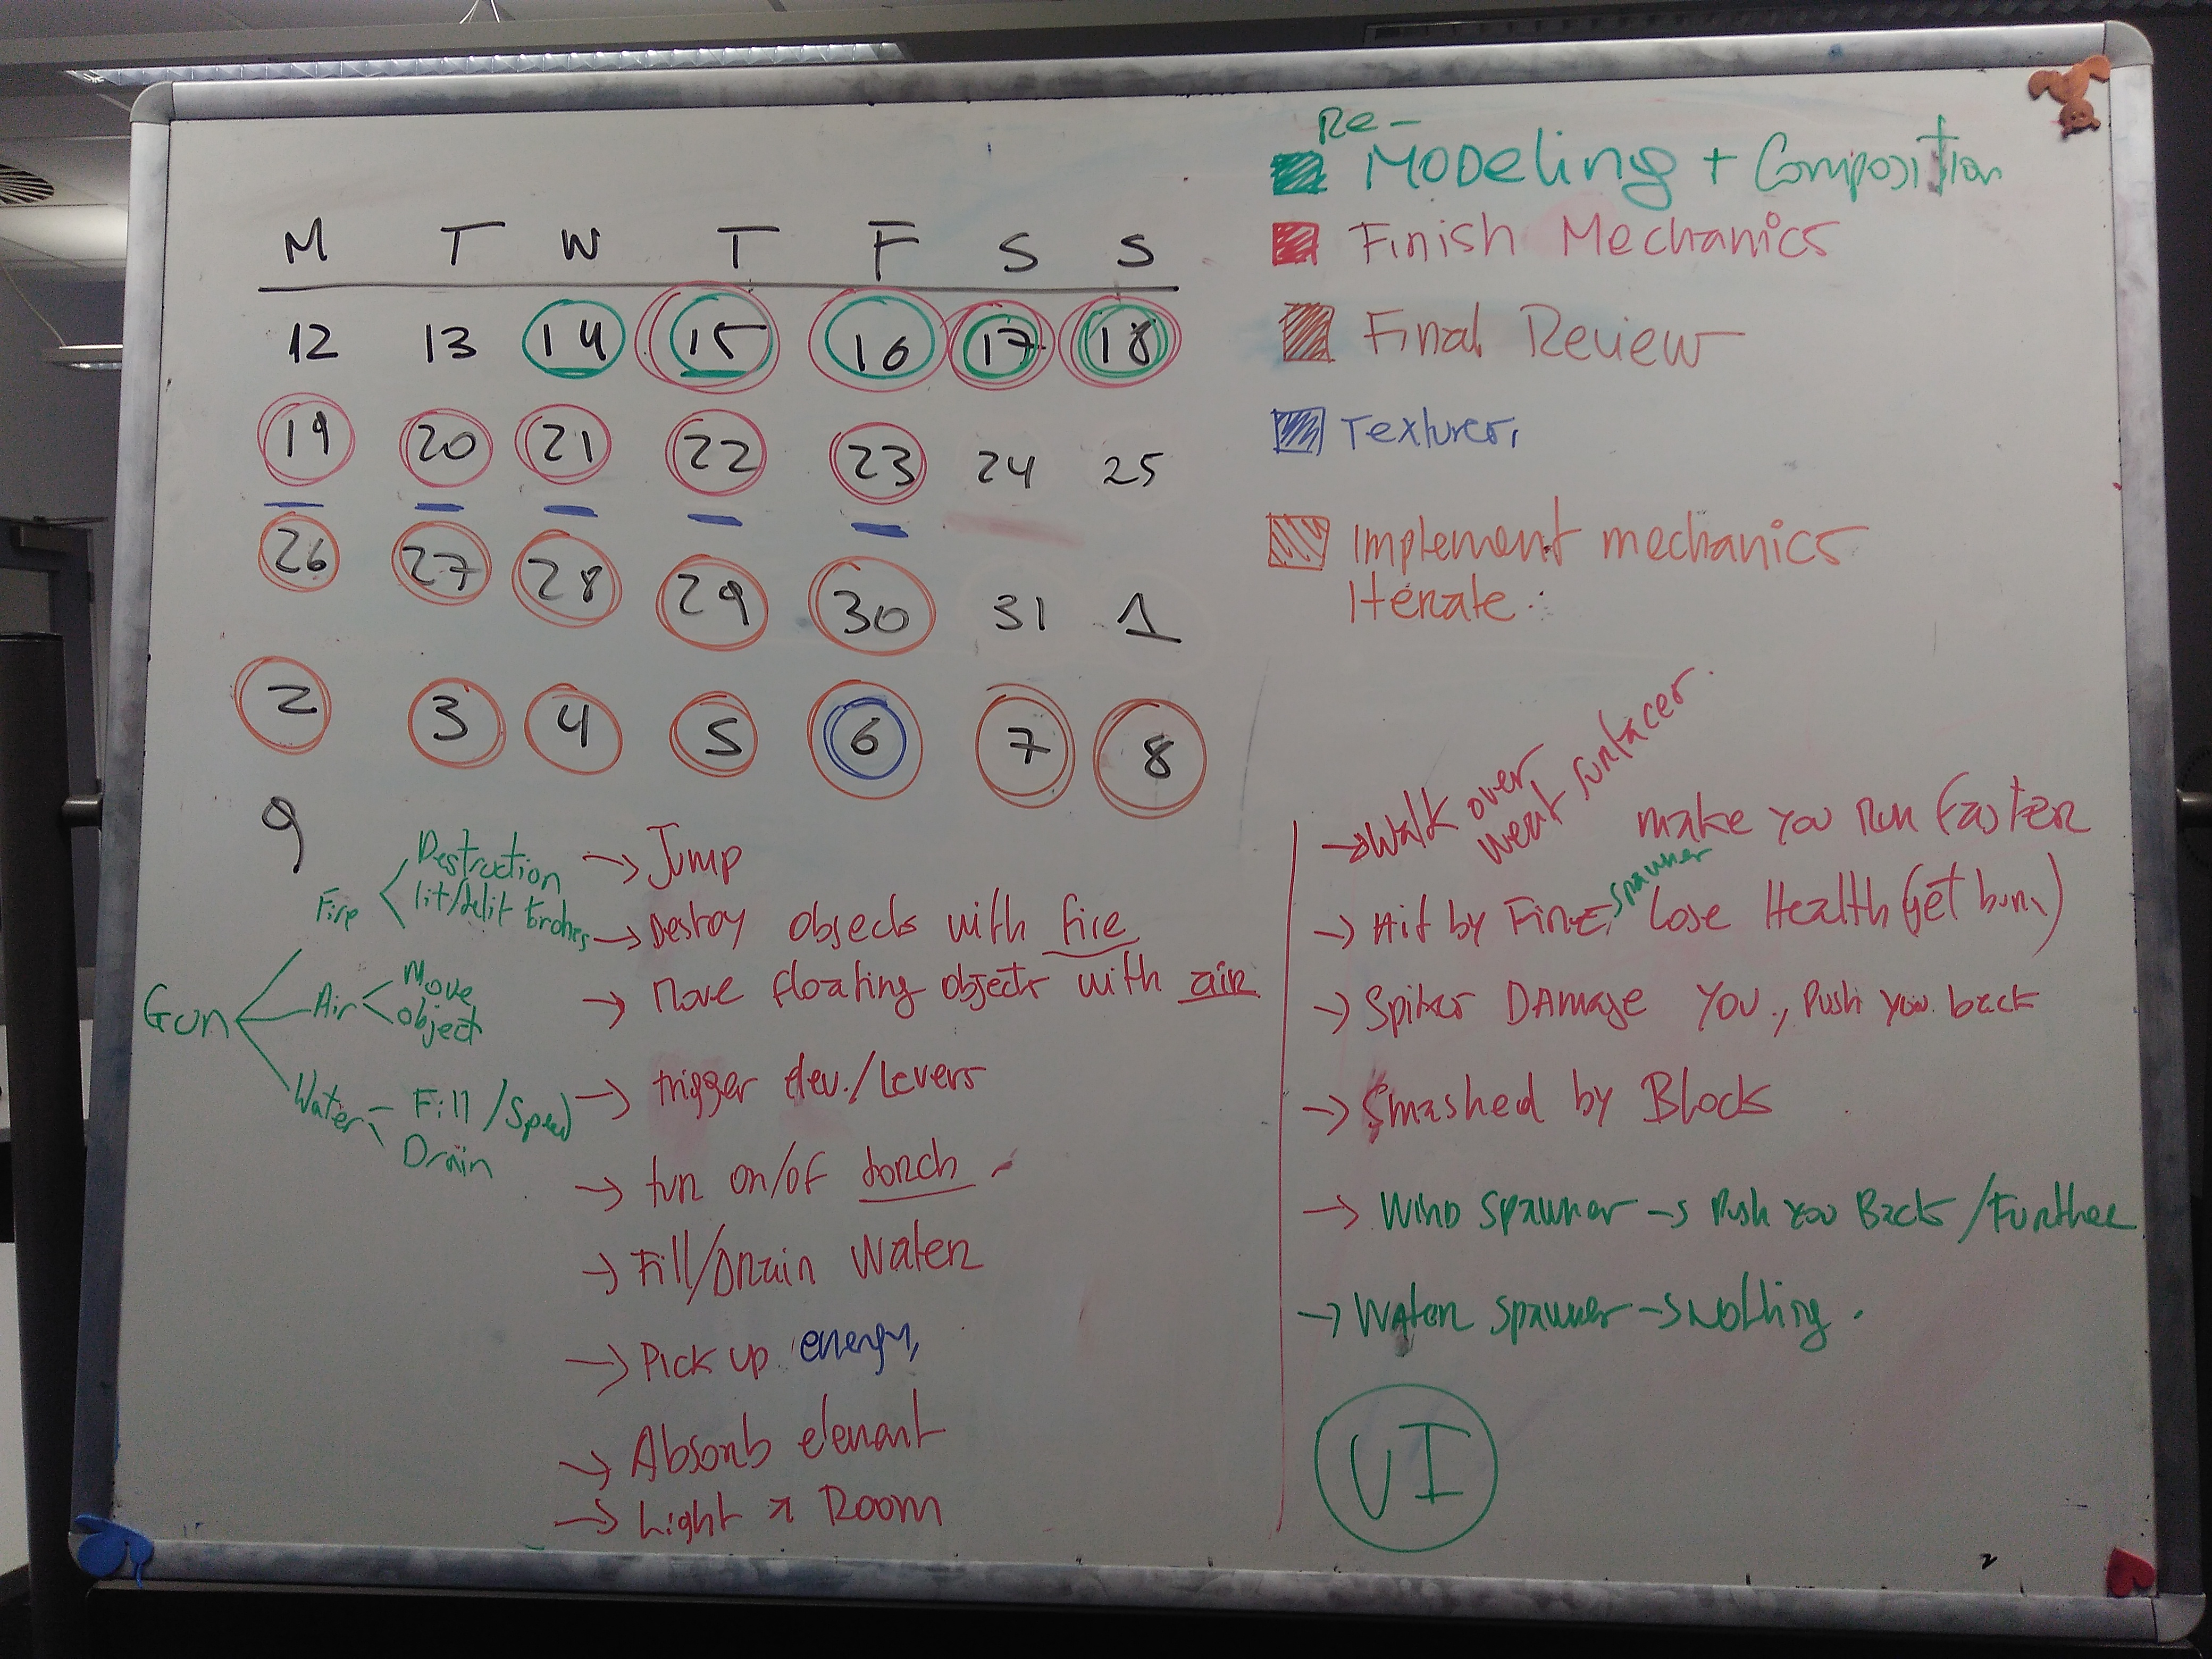 M T W T F S S
12 13 14 15 16 17 18
19 20 21 22 23 24 25
26 27 28 29 30 31 1
2 3 4 5 6 7 8
9
Re-
Modeling + Composition
Finish Mechanics
Final Review
Textures
Implement mechanics
Iterate
Gun
Fire
Destruction
lit/delit torches
Air
Move
object
Water
Fill/Speed
Drain
→ Jump
→ Destroy objects with fire
→ Move floating objects with air
→ trigger elev./Levers
→ turn on/of torch
→ Fill/Drain Water
→ Pick up energy
→ Absorb elemant
→ Light a Room
→ Walk over
weat surfaces.
make you run faster
→ Hit by Fire, spawner Lose Health (get burn)
→ Spikes DAmage You, Push you back
→ Smashed by Block
→ Wind spawner → Push You Back/Further
→ Water spawner → Nothing.
UI